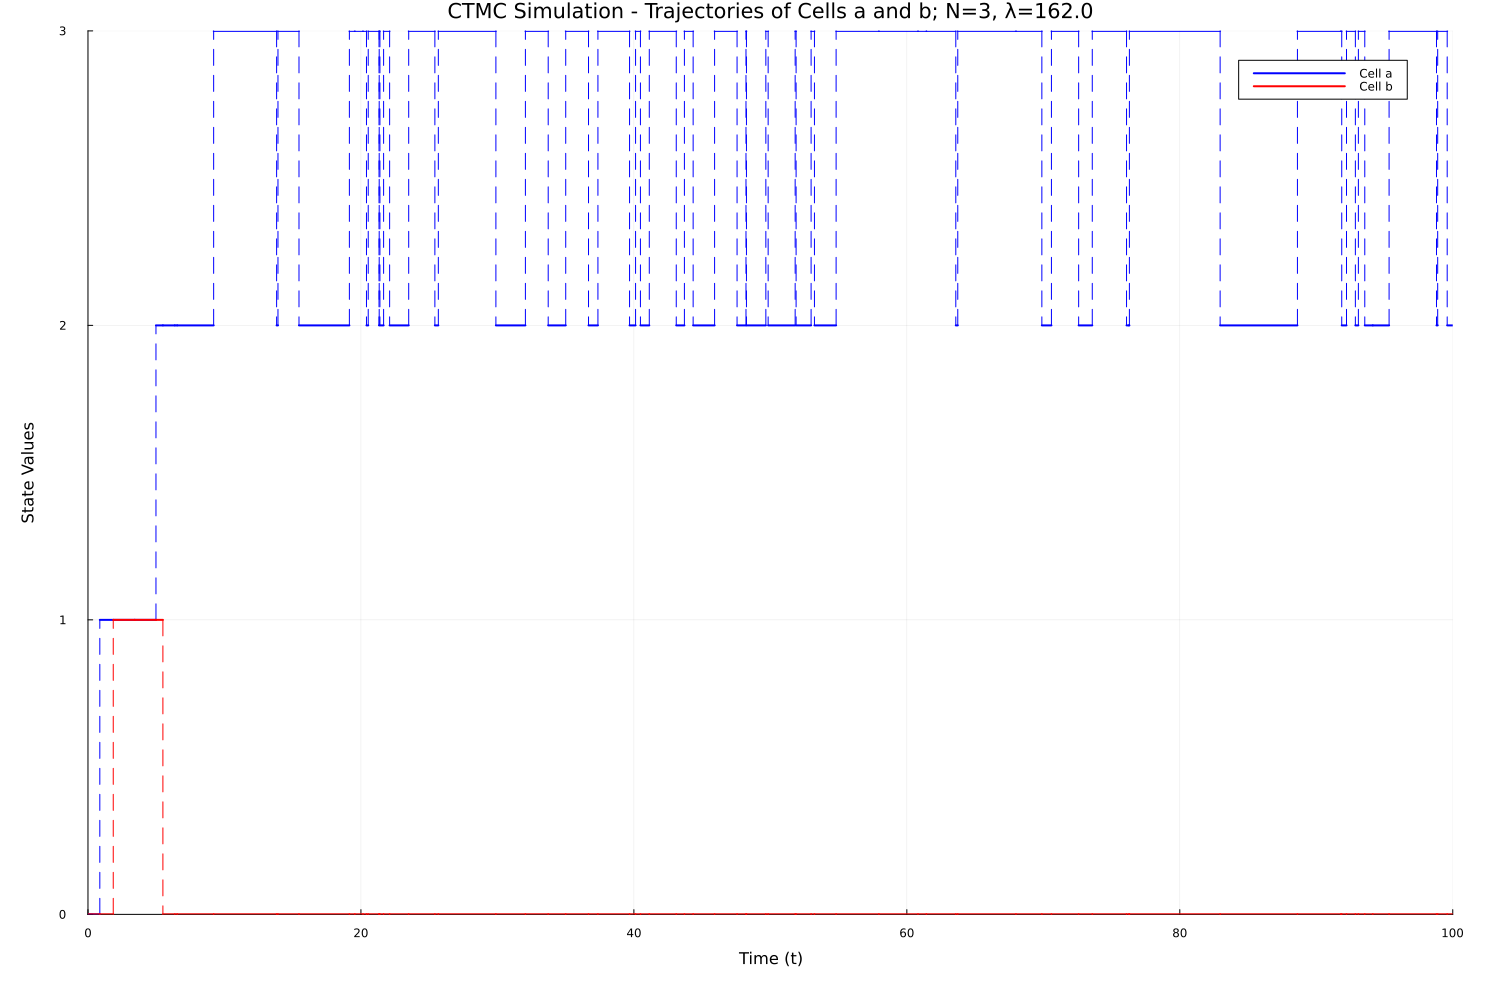 CTMC Simulation - Trajectories of Cells a and b; N=3, λ=162.0
3
Cell a
Cell b
2
State Values
1
0
0 20 40 60 80 100
Time (t)